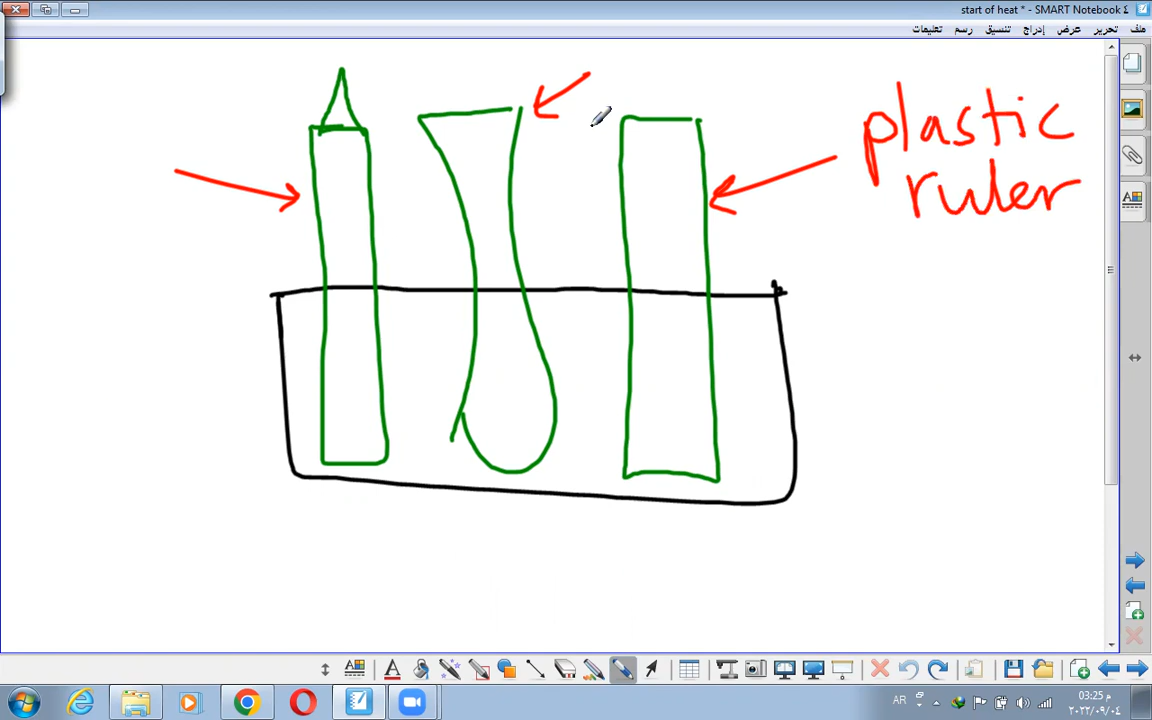 start of heat * - SMART Notebook ٤
ملف تحرير عرض إدراج تنسيق رسم تعليمات
plastic
ruler
AR
م 03:25
٢٠٢٢/٠٩/٠٤